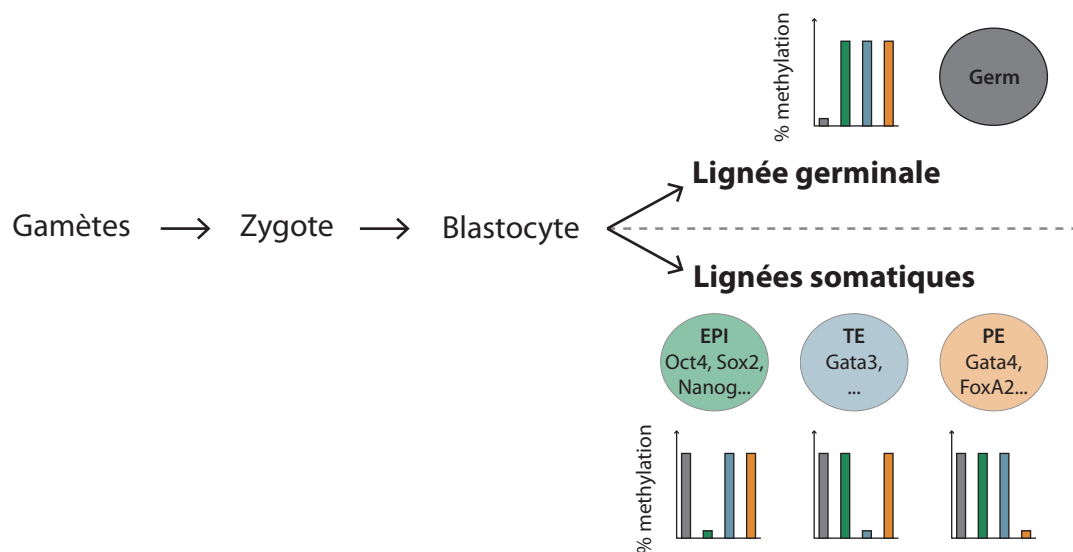 % methylation
Germ
Lignée germinale
Gamètes
Zygote
Blastocyte
Lignées somatiques
EPI
Oct4, Sox2,
Nanog...
TE
Gata3,
...
PE
Gata4,
FoxA2...
% methylation